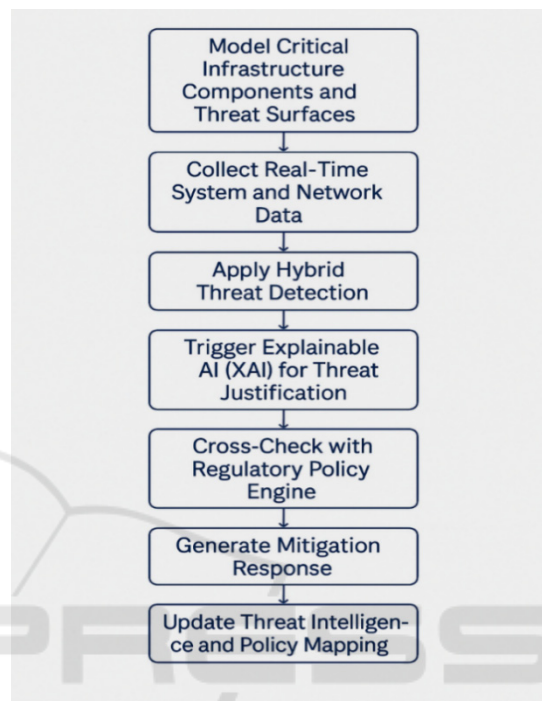 Model Critical
Infrastructure
Components and
Threat Surfaces
Collect Real-Time
System and Network
Data
Apply Hybrid
Threat Detection
Trigger Explainable
AI (XAI) for Threat
Justification
Cross-Check with
Regulatory Policy
Engine
Generate Mitigation
Response
Update Threat Intelligen-
ce and Policy Mapping
PRESS